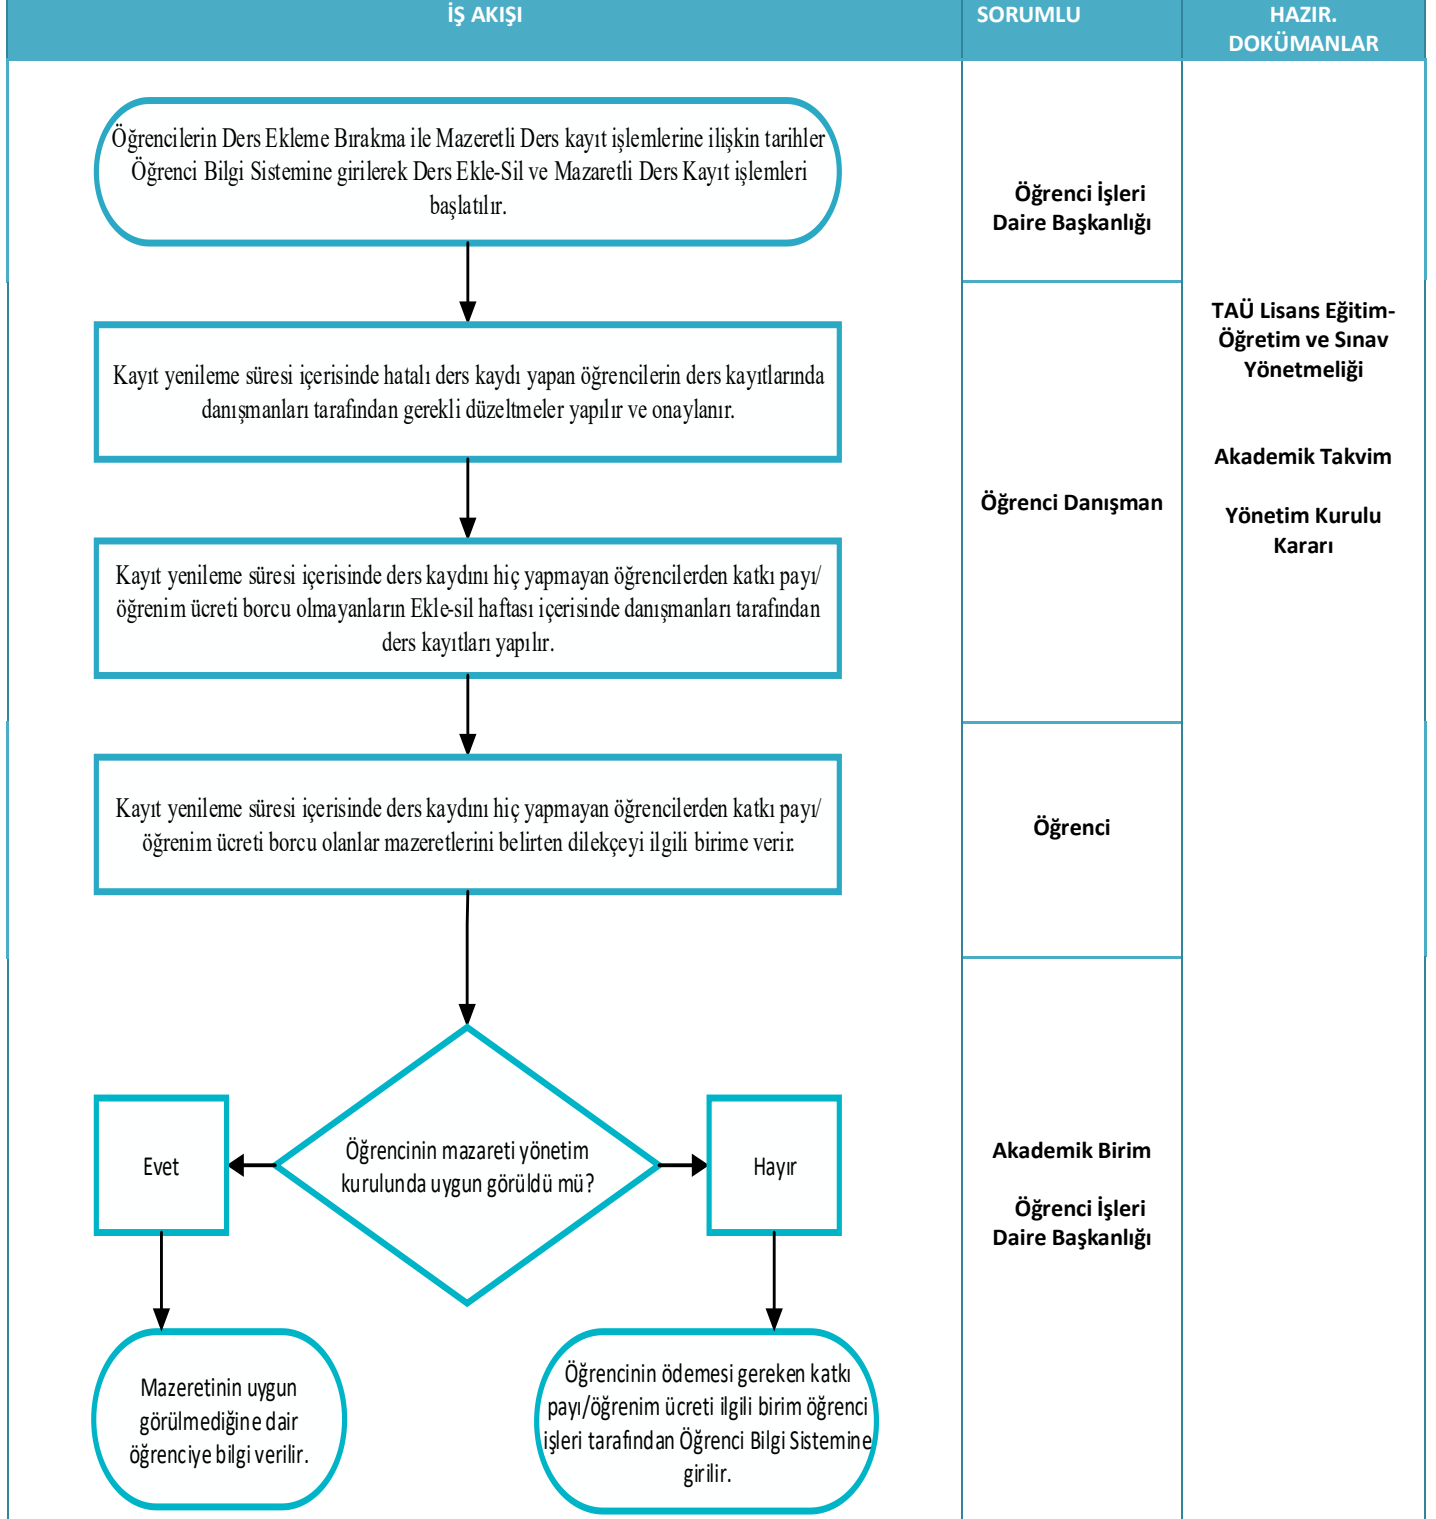 İŞ AKIŞI
SORUMLU
HAZIR.
DOKÜMANLAR
Öğrencilerin Ders Ekleme Bırakma ile Mazeretli Ders kayıt işlemlerine ilişkin tarihler
Öğrenci Bilgi Sistemine girilerek Ders Ekle-Sil ve Mazaretli Ders Kayıt işlemleri
başlatılır.
Öğrenci İşleri
Daire Başkanlığı
Kayıt yenileme süresi içerisinde hatalı ders kaydı yapan öğrencilerin ders kayıtlarında
danışmanları tarafından gerekli düzeltmeler yapılır ve onaylanır.
Kayıt yenileme süresi içerisinde ders kaydını hiç yapmayan öğrencilerden katkı payı/
öğrenim ücreti borcu olmayanların Ekle-sil haftası içerisinde danışmanları tarafından
ders kayıtları yapılır.
Öğrenci Danışman
TAÜ Lisans Eğitim-
Öğretim ve Sınav
Yönetmeliği
Akademik Takvim
Yönetim Kurulu
Kararı
Kayıt yenileme süresi içerisinde ders kaydını hiç yapmayan öğrencilerden katkı payı/
öğrenim ücreti borcu olanlar mazeretlerini belirten dilekçeyi ilgili birime verir.
Öğrenci
Öğrencinin mazareti yönetim
kurulunda uygun görüldü mü?
Evet
Hayır
Akademik Birim
Öğrenci İşleri
Daire Başkanlığı
Mazeretinin uygun
görülmediğine dair
öğrenciye bilgi verilir.
Öğrencinin ödemesi gereken katkı
payı/öğrenim ücreti ilgili birim öğrenci
işleri tarafından Öğrenci Bilgi Sistemine
girilir.